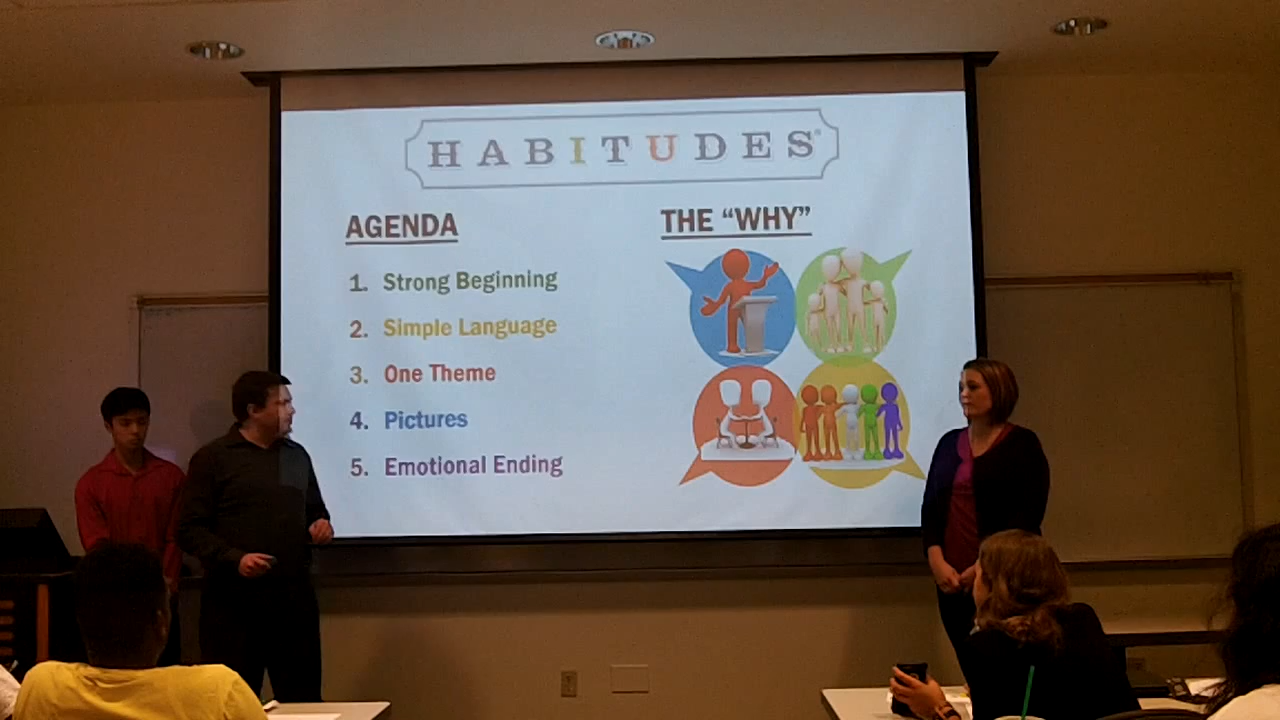 HABITUDES®
AGENDA
1. Strong Beginning
2. Simple Language
3. One Theme
4. Pictures
5. Emotional Ending
THE “WHY”